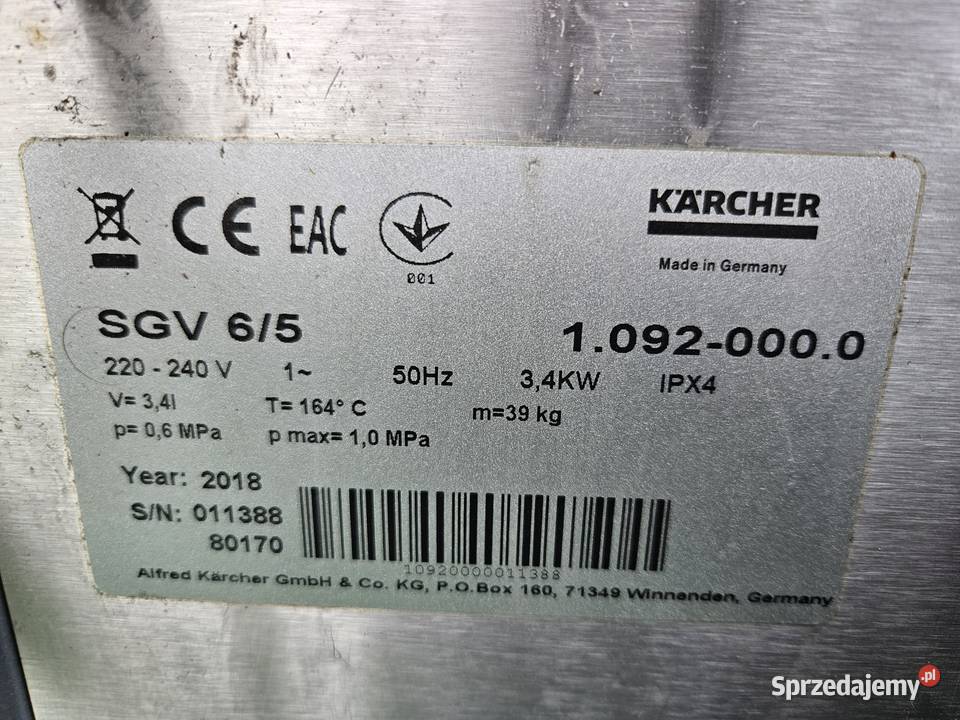 CE EAC
001
KÄRCHER
Made in Germany
SGV 6/5 1.092-000.0
220 - 240 V 1~ 50Hz 3,4KW IPX4
V= 3,4l T= 164° C m=39 kg
p= 0,6 MPa p max= 1,0 MPa
Year: 2018
S/N: 011388
80170
10920000011388
Alfred Kärcher GmbH & Co. KG, P.O.Box 160, 71349 Winnenden, Germany
Sprzedajemy.pl